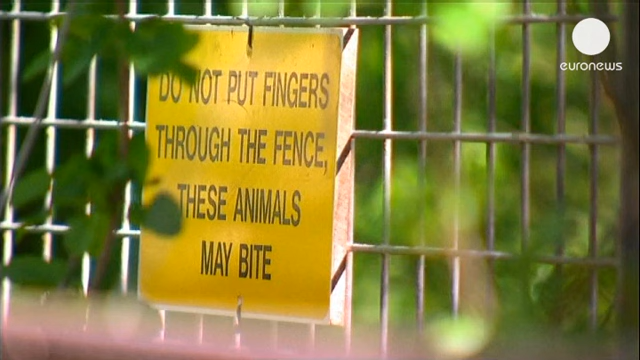 DO NOT PUT FINGERS
THROUGH THE FENCE,
THESE ANIMALS
MAY BITE
euronews